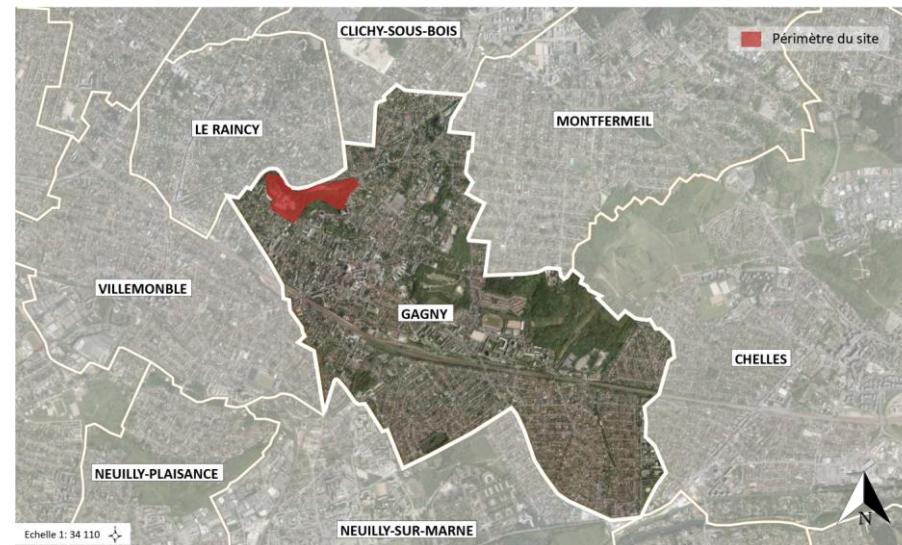 CLICHY-SOUS-BOIS
Périmètre du site
LE RAINCY
MONTFERMEIL
VILLEMONBLE
GAGNY
CHELLES
NEUILLY-PLAISANCE
NEUILLY-SUR-MARNE
Echelle 1: 34 110
N